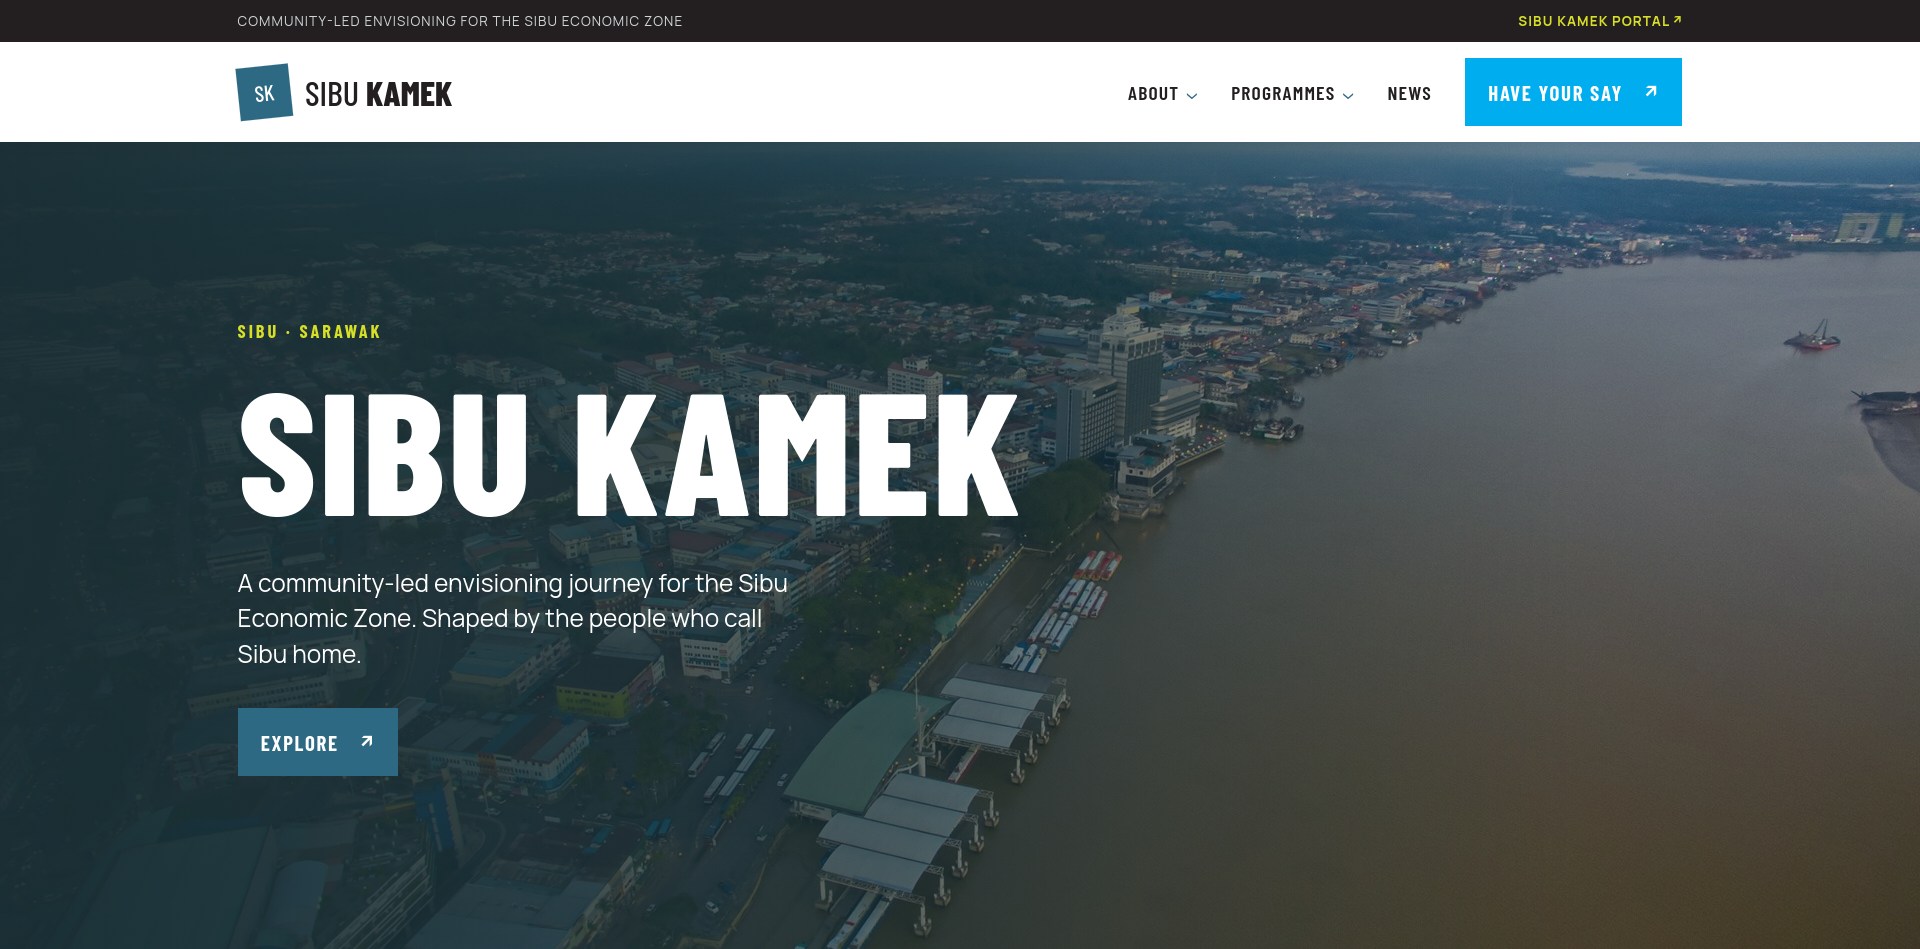 COMMUNITY-LED ENVISIONING FOR THE SIBU ECONOMIC ZONE
SIBU KAMEK PORTAL
SK
SIBU KAMEK
ABOUT
PROGRAMMES
NEWS
HAVE YOUR SAY
SIBU · SARAWAK
SIBU KAMEK
A community-led envisioning journey for the Sibu
Economic Zone. Shaped by the people who call
Sibu home.
EXPLORE